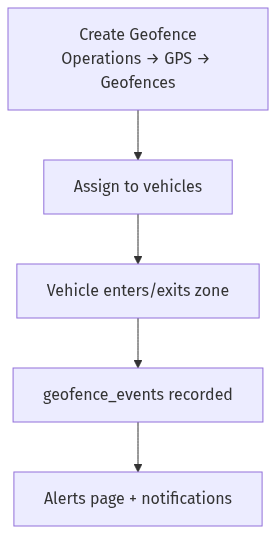 Create Geofence
Operations → GPS →
Geofences
Assign to vehicles
Vehicle enters/exits zone
geofence_events recorded
Alerts page + notifications